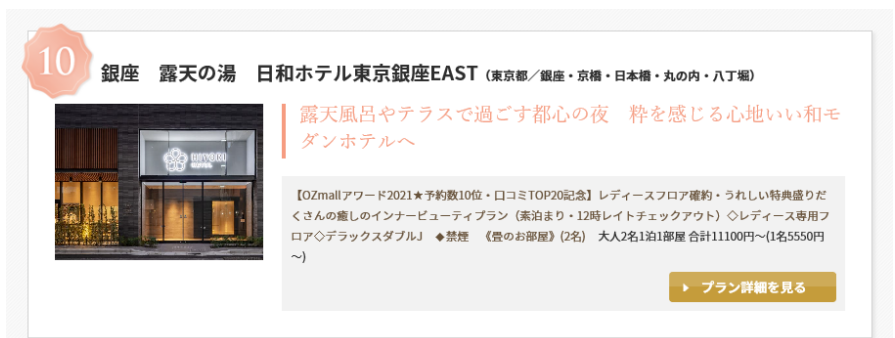 10
銀座　露天の湯　日和ホテル東京銀座EAST（東京都／銀座・京橋・日本橋・丸の内・八丁堀）
露天風呂やテラスで過ごす都心の夜　粋を感じる心地いい和モ
ダンホテルへ
HIYORI
HOTEL
【OZmallアワード2021★予約数10位・口コミTOP20記念】レディースフロア確約・うれしい特典盛りだ
くさんの癒しのインナービューティプラン（素泊まり・12時レイトチェックアウト）◇レディース専用フ
ロア◇デラックスダブルJ　◆禁煙　《畳のお部屋》(2名)　大人2名1泊1部屋 合計11100円～(1名5550円
～)
プラン詳細を見る